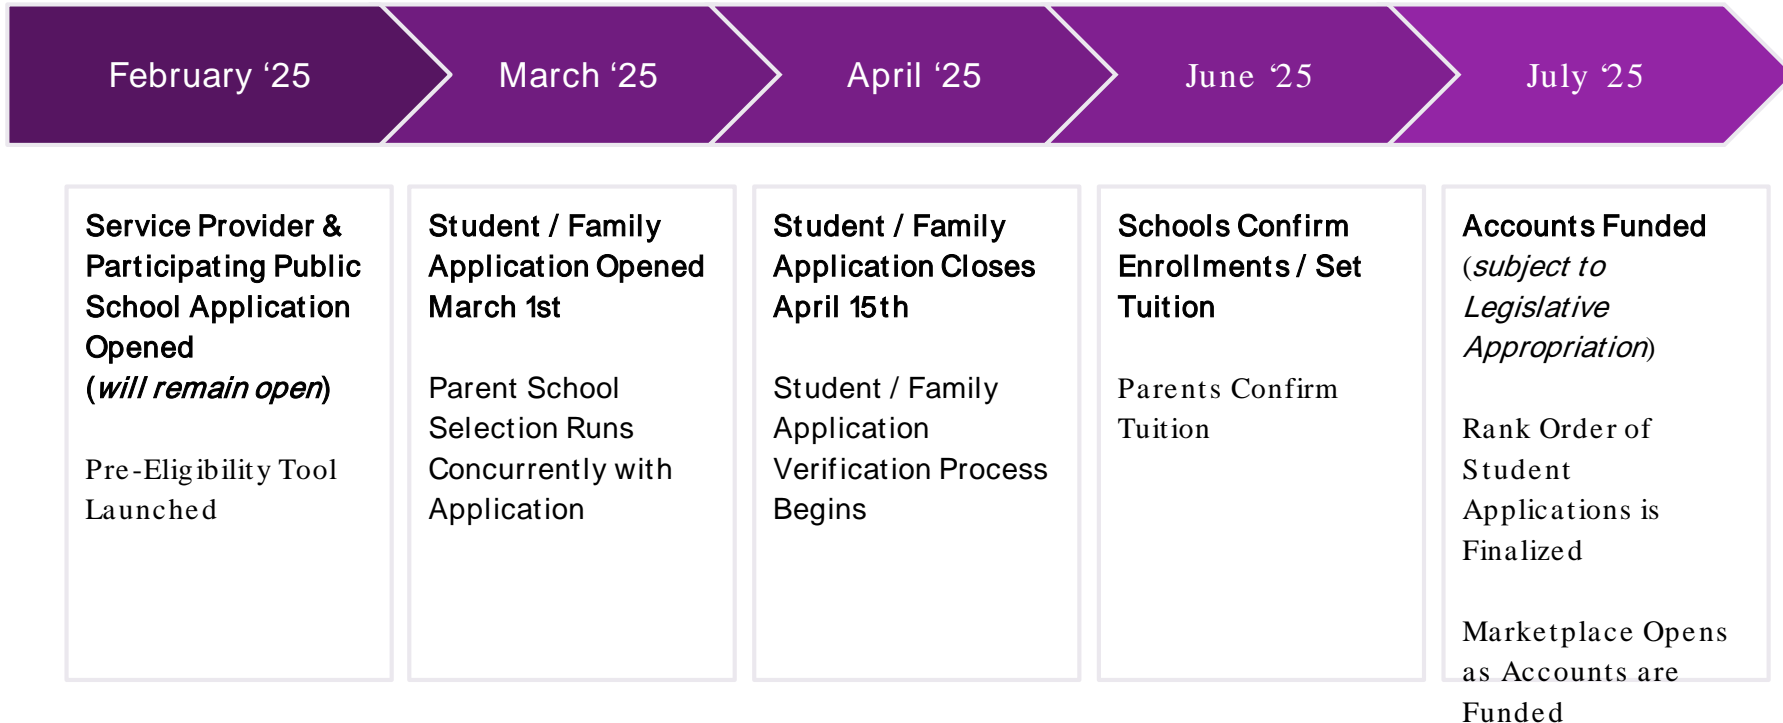 February ‘25
March ‘25
April ‘25
June ‘25
July ‘25
Service Provider &
Participating Public
School Application
Opened
(will remain open)
Pre-Eligibility Tool
Launched
Student / Family
Application Opened
March 1st
Parent School
Selection Runs
Concurrently with
Application
Student / Family
Application Closes
April 15th
Student / Family
Application
Verification Process
Begins
Schools Confirm
Enrollments / Set
Tuition
Parents Confirm
Tuition
Accounts Funded
(subject to
Legislative
Appropriation)
Rank Order of
Student
Applications is
Finalized
Marketplace Opens
as Accounts are
Funded